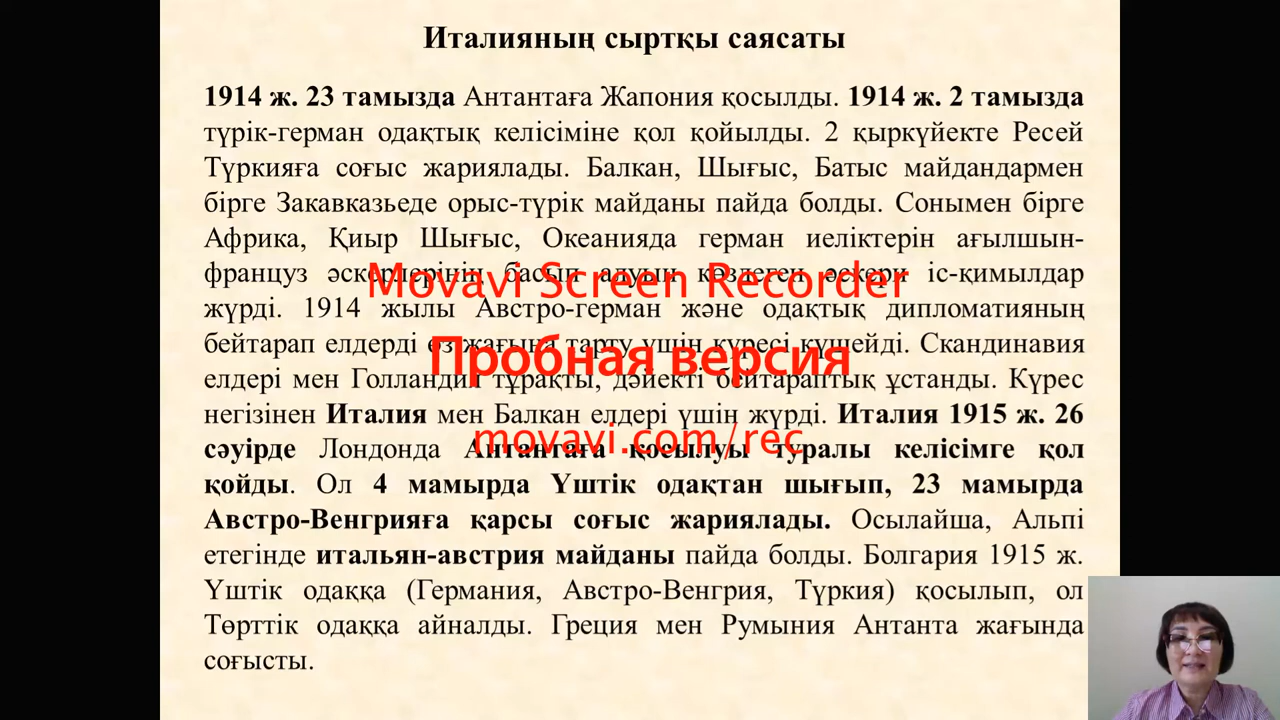 Италияның сыртқы саясаты
1914 ж. 23 тамызда Антантаға Жапония қосылды. 1914 ж. 2 тамызда
түрік-герман одақтық келісіміне қол қойылды. 2 қыркүйекте Ресей
Түркияға соғыс жариялады. Балкан, Шығыс, Батыс майдандармен
бірге Закавказьеде орыс-түрік майданы пайда болды. Сонымен бірге
Африка, Қиыр Шығыс, Океанияда герман иеліктерін ағылшын-
француз әскерлерінің басып алуын көздеген әскери іс-қимылдар
жүрді. 1914 жылы Австро-герман және одақтық дипломатияның
бейтарап елдерді өз жағына тарту үшін күресі күшейді. Скандинавия
елдері мен Голландия тұрақты, дәйекті бейтараптық ұстанды. Күрес
негізінен Италия мен Балкан елдері үшін жүрді. Италия 1915 ж. 26
сәуірде Лондонда Антантаға қосылуы туралы келісімге қол
қойды. Ол 4 мамырда Үштік одақтан шығып, 23 мамырда
Австро-Венгрияға қарсы соғыс жариялады. Осылайша, Альпі
етегінде итальян-австрия майданы пайда болды. Болгария 1915 ж.
Үштік одаққа (Германия, Австро-Венгрия, Түркия) қосылып, ол
Төрттік одаққа айналды. Греция мен Румыния Антанта жағында
соғысты.
Movavi Screen Recorder
Пробная версия
movavi.com/rec